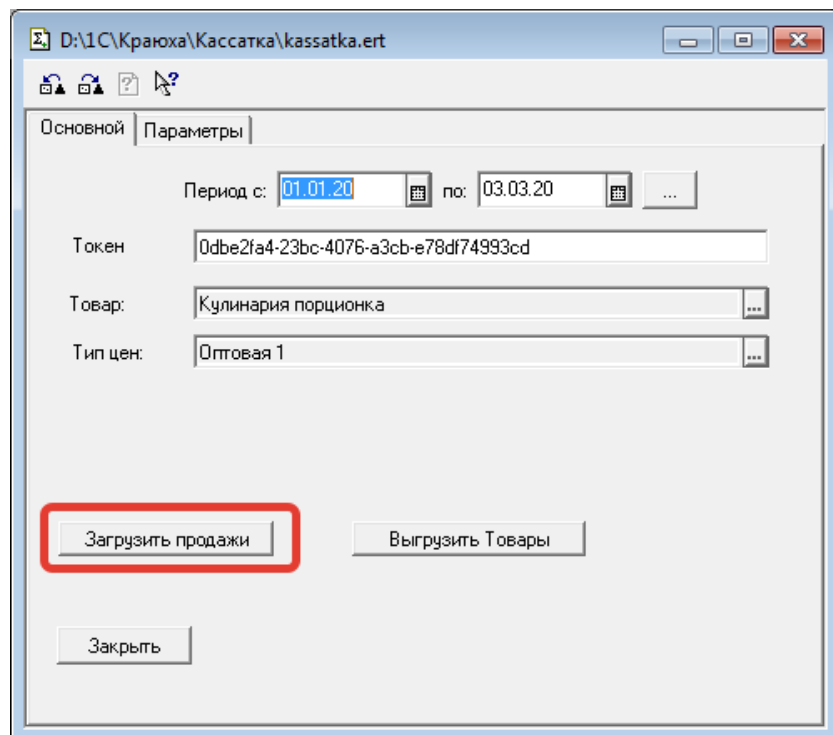 D:\1С\Краюха\Кассатка\kassatka.ert
Основной Параметры
Период с: 01.01.20 по: 03.03.20 ...
Токен 0dbe2fa4-23bc-4076-a3cb-e78df74993cd
Товар: Кулинария порционка ...
Тип цен: Оптовая 1 ...
Загрузить продажи Выгрузить Товары
Закрыть